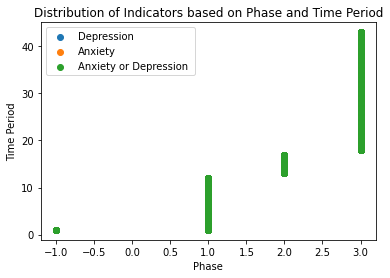 Distribution of Indicators based on Phase and Time Period
Depression
Anxiety
Anxiety or Depression
Time Period
40
30
20
10
0
−1.0 −0.5 0.0 0.5 1.0 1.5 2.0 2.5 3.0
Phase